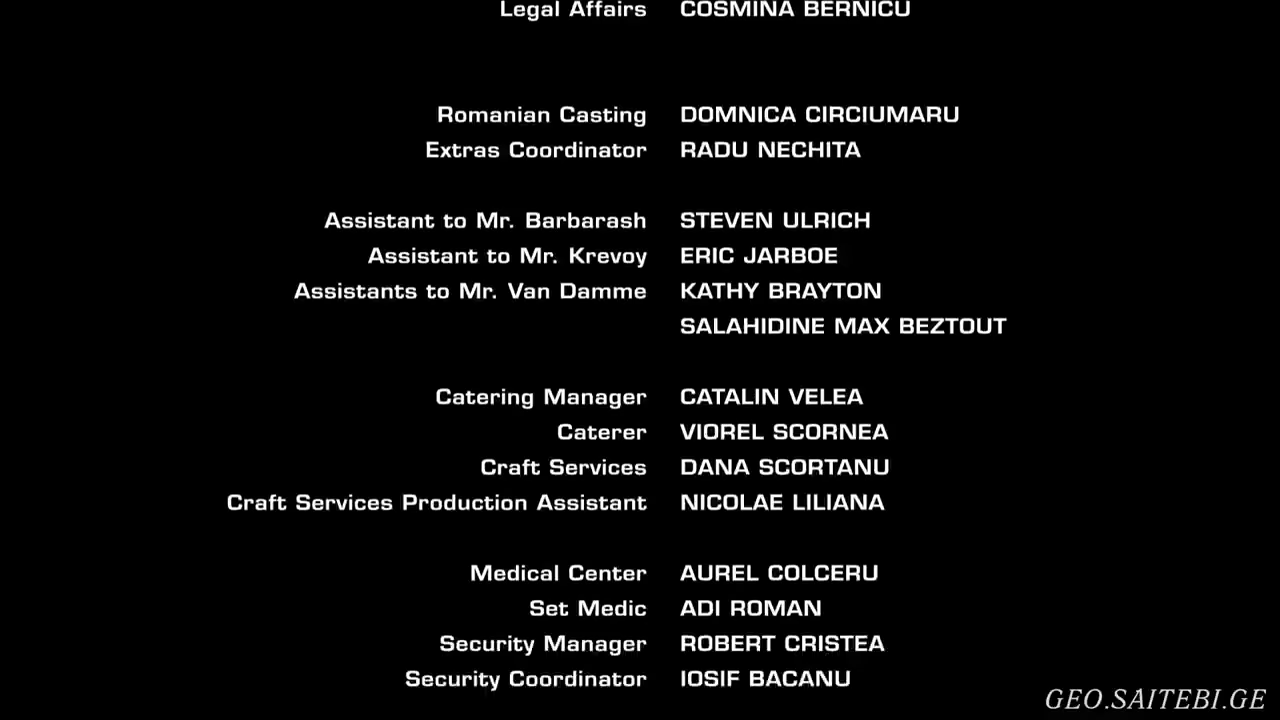 Legal Affairs COSMINA BERNICU
Romanian Casting DOMNICA CIRCIUMARU
Extras Coordinator RADU NECHITA
Assistant to Mr. Barbarash STEVEN ULRICH
Assistant to Mr. Krevoy ERIC JARBOE
Assistants to Mr. Van Damme KATHY BRAYTON
SALAHIDINE MAX BEZTOUT
Catering Manager CATALIN VELEA
Caterer VIOREL SCORNEA
Craft Services DANA SCORTANU
Craft Services Production Assistant NICOLAE LILIANA
Medical Center AUREL COLCERU
Set Medic ADI ROMAN
Security Manager ROBERT CRISTEA
Security Coordinator IOSIF BACANU
GEO.SAITEBI.GE